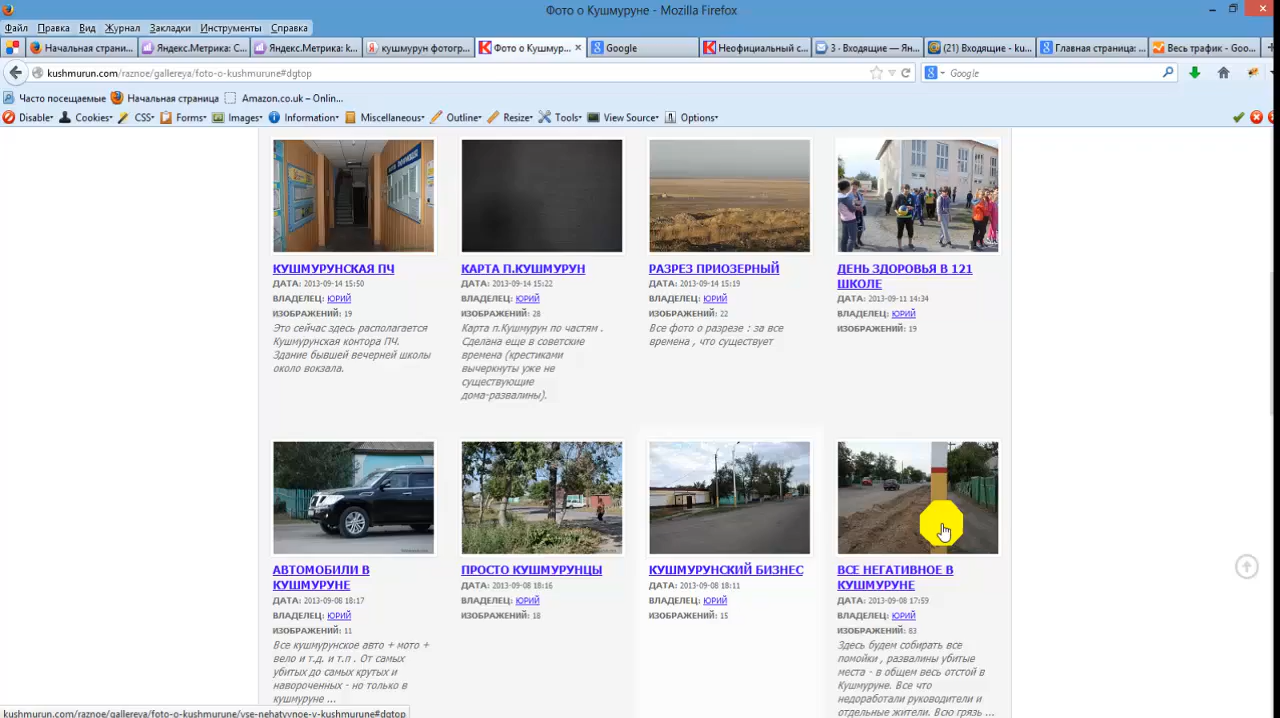 Фото о Кушмуруне - Mozilla Firefox
Файл Правка Вид Журнал Закладки Инструменты Справка
Начальная страни... Яндекс.Метрика: С... Яндекс.Метрика: k... кушмурун фотогр... Фото о Кушмур... Google Неофициальный с... 3 - Входящие — Ян... (21) Входящие - ku... Главная страница: ... Весь трафик - Goo...
kushmurun.com/raznoe/gallereya/foto-o-kushmurune#dgtop Google
Часто посещаемые Начальная страница Amazon.co.uk – Onlin...
Disable Cookies CSS Forms Images Information Miscellaneous Outline Resize Tools View Source Options
КУШМУРУНСКАЯ ПЧ
ДАТА: 2013-09-14 15:50
ВЛАДЕЛЕЦ: ЮРИЙ
ИЗОБРАЖЕНИЙ: 19
Это сейчас здесь располагается
Кушмурунская контора ПЧ.
Здание бывшей вечерней школы
около вокзала.
КАРТА П.КУШМУРУН
ДАТА: 2013-09-14 15:22
ВЛАДЕЛЕЦ: ЮРИЙ
ИЗОБРАЖЕНИЙ: 28
Карта п.Кушмурун по частям .
Сделана еще в советские
времена (крестиками
вычеркнуты уже не
существующие
дома-развалины).
РАЗРЕЗ ПРИОЗЕРНЫЙ
ДАТА: 2013-09-14 15:19
ВЛАДЕЛЕЦ: ЮРИЙ
ИЗОБРАЖЕНИЙ: 22
Все фото о разрезе : за все
времена , что существует
ДЕНЬ ЗДОРОВЬЯ В 121
ШКОЛЕ
ДАТА: 2013-09-11 14:34
ВЛАДЕЛЕЦ: ЮРИЙ
ИЗОБРАЖЕНИЙ: 19
АВТОМОБИЛИ В
КУШМУРУНЕ
ДАТА: 2013-09-08 18:17
ВЛАДЕЛЕЦ: ЮРИЙ
ИЗОБРАЖЕНИЙ: 11
Все кушмурунское авто + мото +
вело и т.д. и т.п . От самых
убитых до самых крутых и
навороченных - но только в
кушмуруне ...
ПРОСТО КУШМУРУНЦЫ
ДАТА: 2013-09-08 18:16
ВЛАДЕЛЕЦ: ЮРИЙ
ИЗОБРАЖЕНИЙ: 18
КУШМУРУНСКИЙ БИЗНЕС
ДАТА: 2013-09-08 18:11
ВЛАДЕЛЕЦ: ЮРИЙ
ИЗОБРАЖЕНИЙ: 15
ВСЕ НЕГАТИВНОЕ В
КУШМУРУНЕ
ДАТА: 2013-09-08 17:59
ВЛАДЕЛЕЦ: ЮРИЙ
ИЗОБРАЖЕНИЙ: 83
Здесь будем собирать все
помойки , развалины убитые
места - в общем весь отстой в
Кушмуруне. Все что
недоработали руководители и
отдельные жители. Всю грязь ...
kushmurun.com/raznoe/gallereya/foto-o-kushmurune/vse-nehatyvnoe-v-kushmurune#dgtop